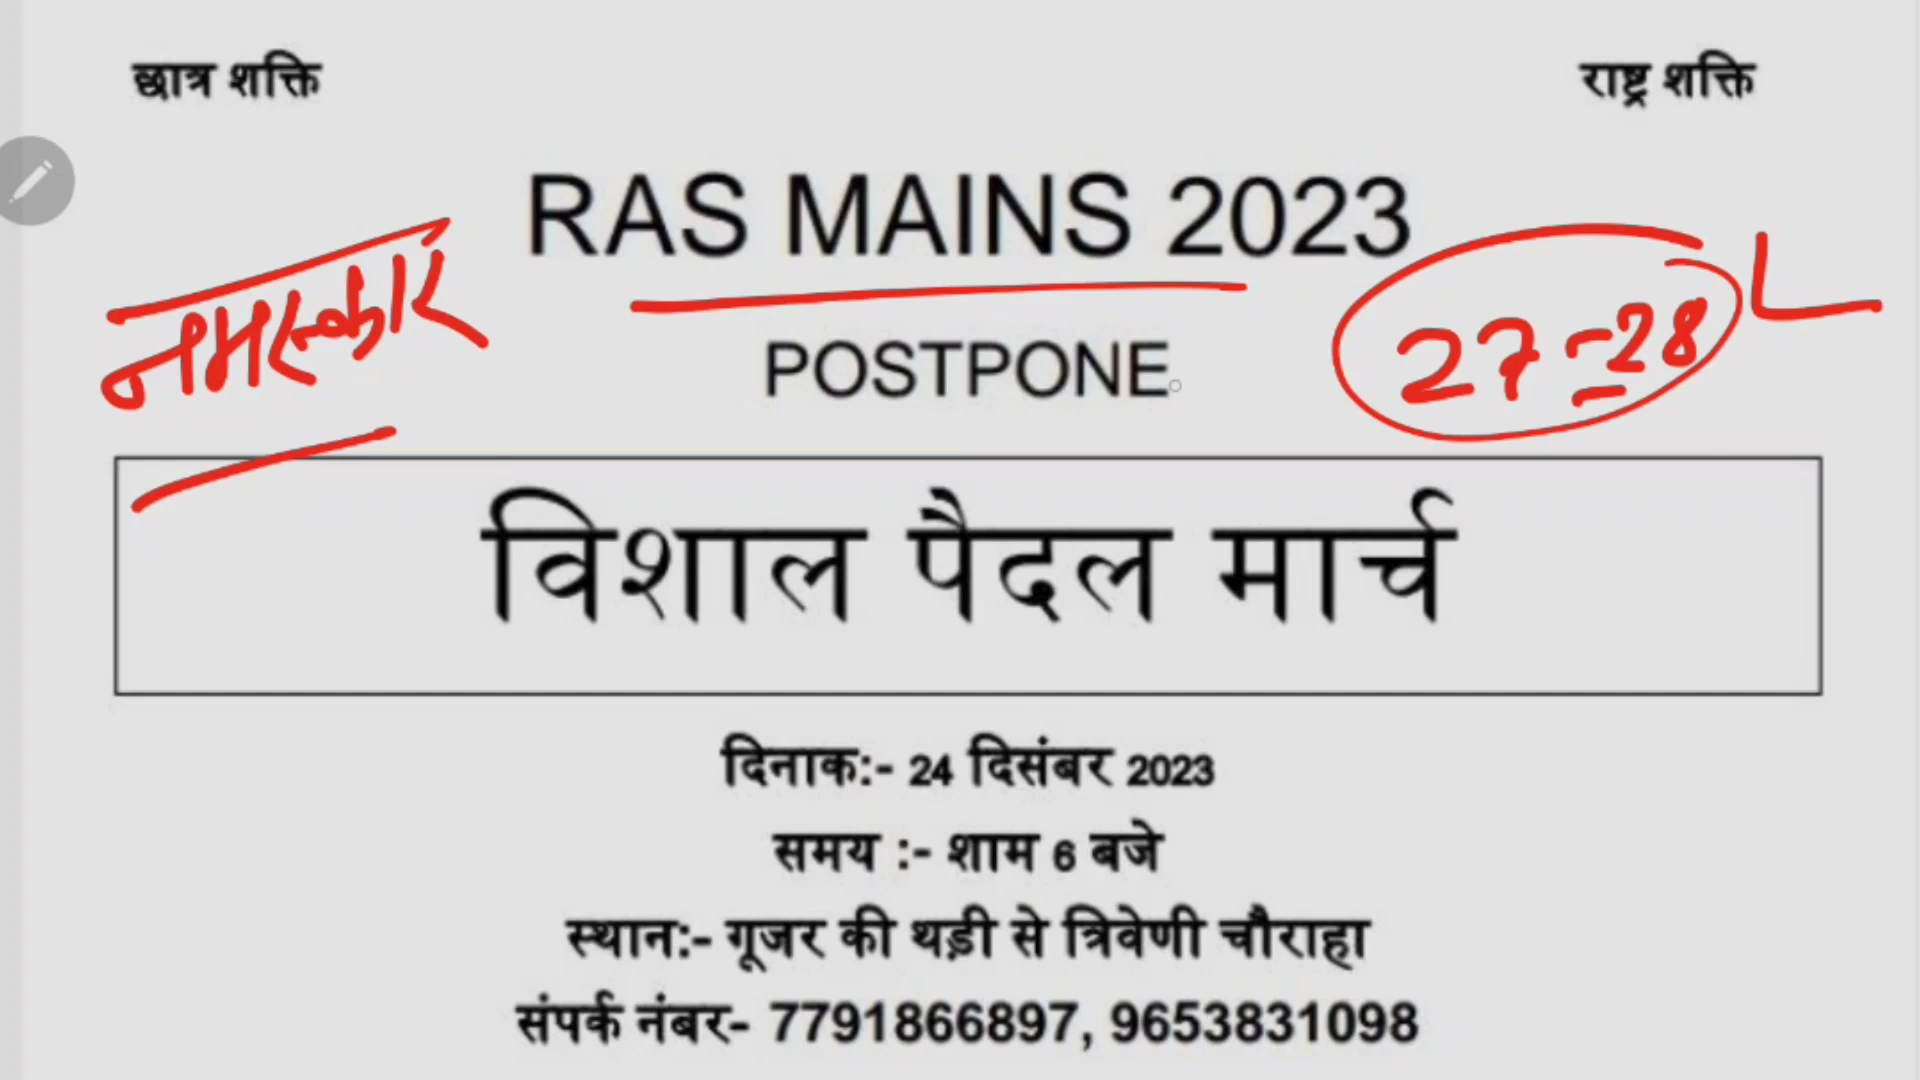 छात्र शक्ति
राष्ट्र शक्ति
RAS MAINS 2023
नमस्कार
27-28 L
POSTPONE
विशाल पैदल मार्च
दिनाक:- 24 दिसंबर 2023
समय :- शाम 6 बजे
स्थान:- गूजर की थड़ी से त्रिवेणी चौराहा
संपर्क नंबर- 7791866897, 9653831098